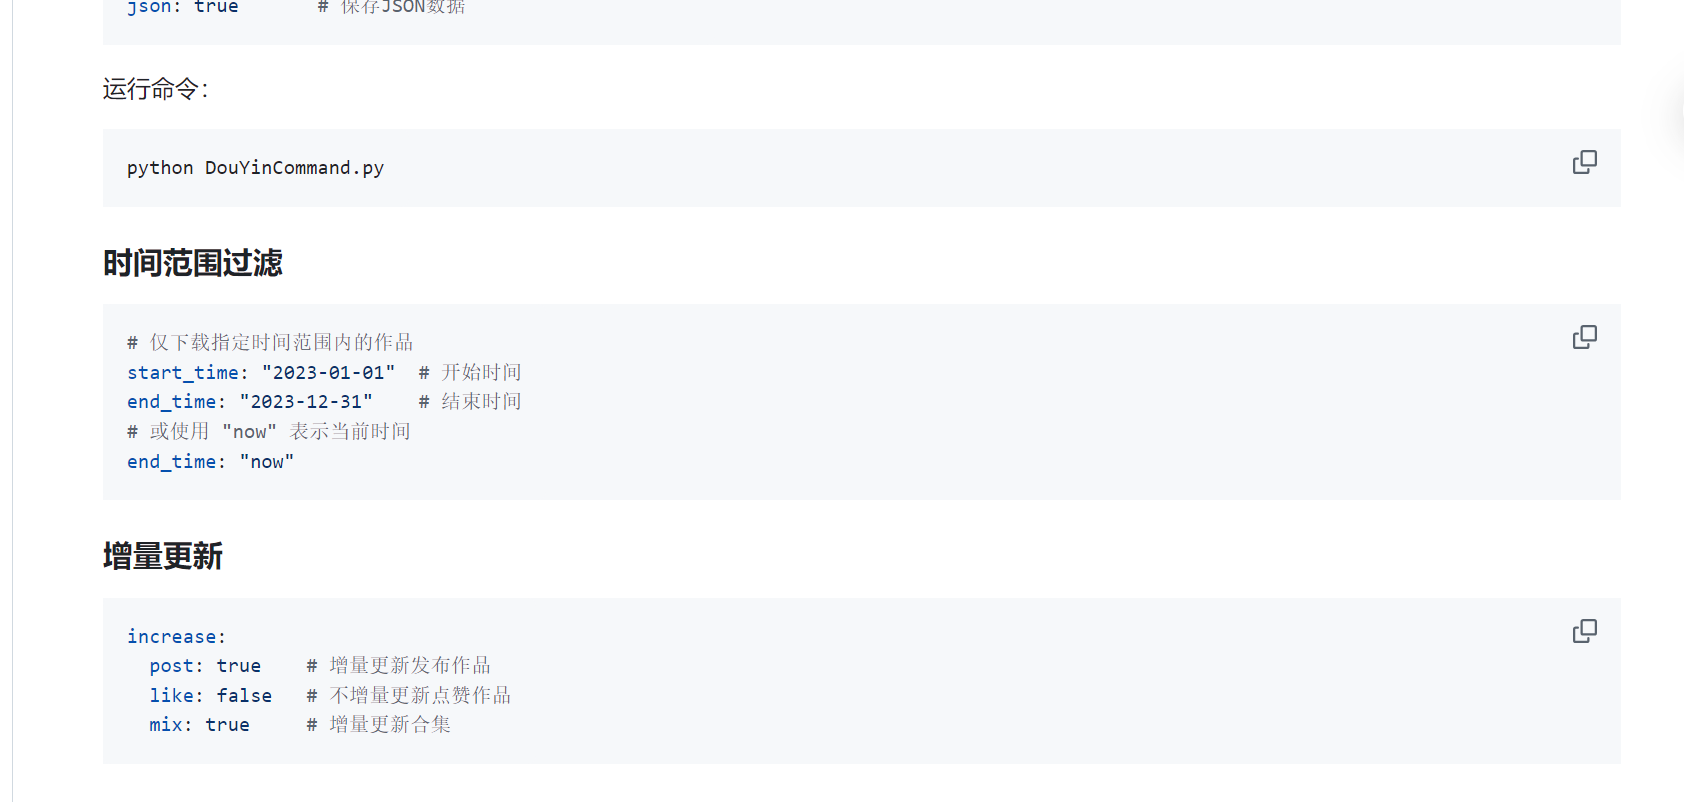 json: true       # 保存JSON数据
运行命令：
python DouYinCommand.py
时间范围过滤
# 仅下载指定时间范围内的作品
start_time: "2023-01-01"  # 开始时间
end_time: "2023-12-31"    # 结束时间
# 或使用 "now" 表示当前时间
end_time: "now"
增量更新
increase:
  post: true    # 增量更新发布作品
  like: false   # 不增量更新点赞作品
  mix: true     # 增量更新合集